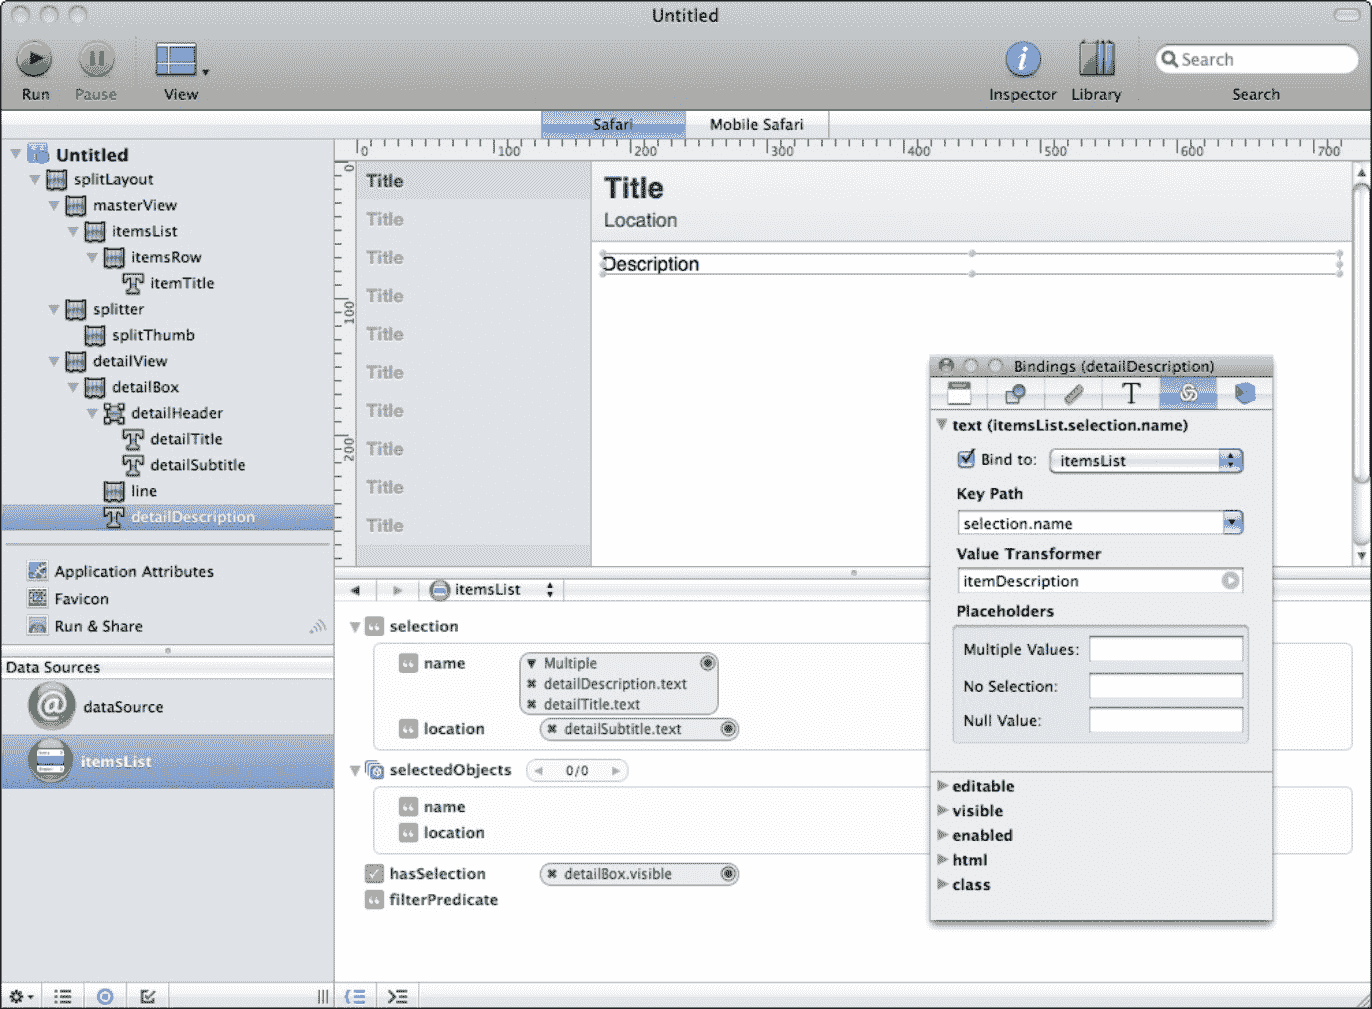 Untitled
Run
Pause
View
Inspector
Library
Search
Search
Safari
Mobile Safari
Untitled
splitLayout
masterView
itemsList
itemsRow
itemTitle
splitter
splitThumb
detailView
detailBox
detailHeader
detailTitle
detailSubtitle
line
detailDescription
Application Attributes
Favicon
Run & Share
Data Sources
dataSource
itemsList
0 100 200 300 400 500 600 700
0
100
200
Title
Title
Title
Title
Title
Title
Title
Title
Title
Title
Title
Location
Description
itemsList
selection
name
Multiple
detailDescription.text
detailTitle.text
location
detailSubtitle.text
selectedObjects
0/0
name
location
hasSelection
detailBox.visible
filterPredicate
Bindings (detailDescription)
text (itemsList.selection.name)
Bind to:
itemsList
Key Path
selection.name
Value Transformer
itemDescription
Placeholders
Multiple Values:
No Selection:
Null Value:
editable
visible
enabled
html
class